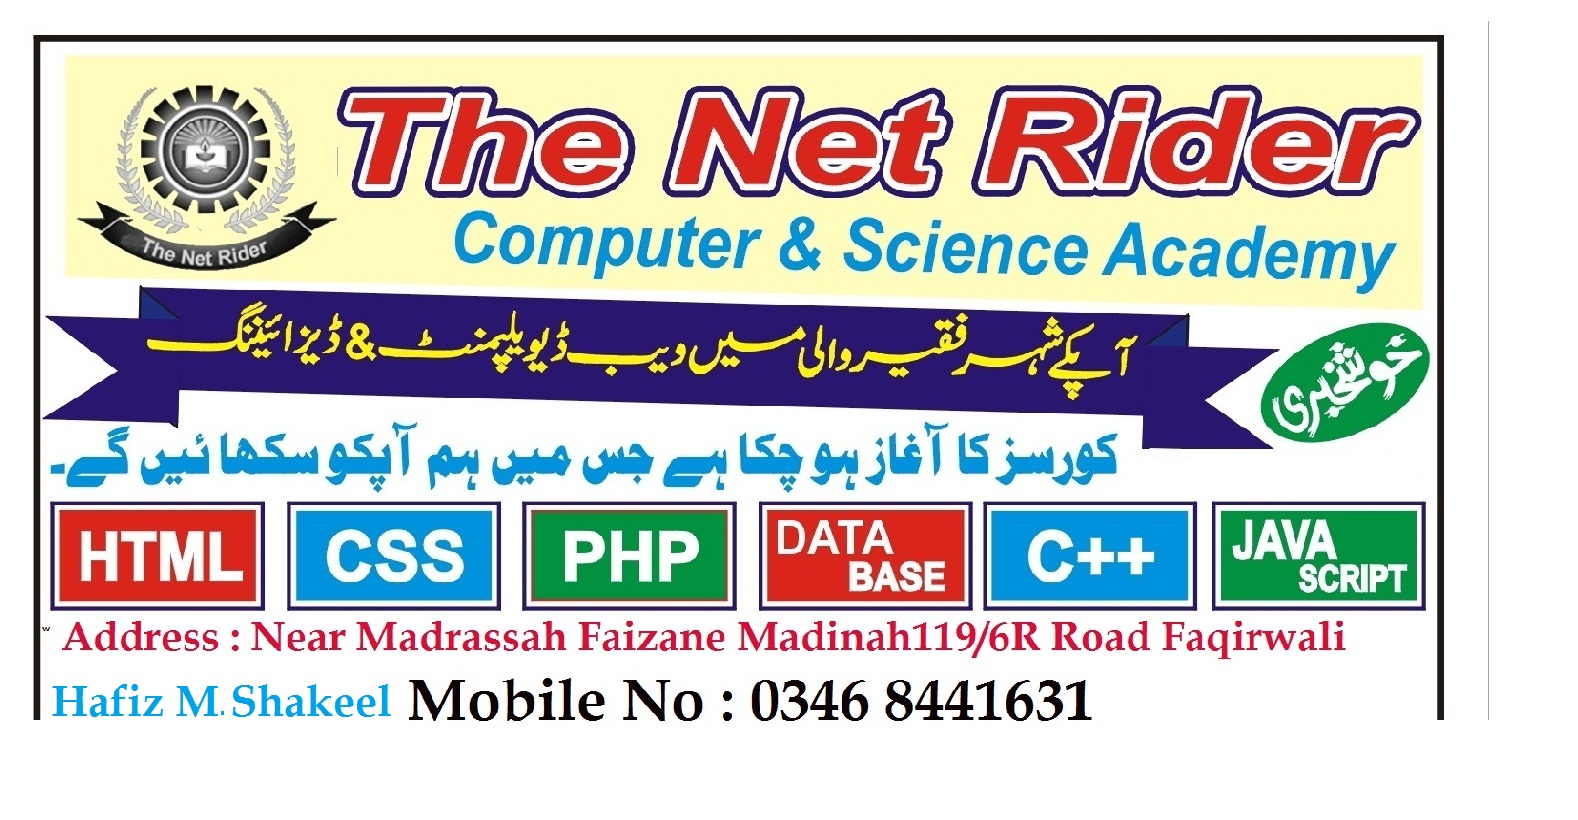 The Net Rider
The Net Rider
Computer & Science Academy
خوشخبری
آپکے شہر فقیروالی میں ویب ڈیویلپمنٹ & ڈیزائیننگ
کورسز کا آغاز ہو چکا ہے جس میں ہم آپکو سکھائیں گے۔
HTML
CSS
PHP
DATA BASE
C++
JAVA SCRIPT
w Address : Near Madrassah Faizane Madinah119/6R Road Faqirwali
Hafiz M. Shakeel Mobile No : 0346 8441631